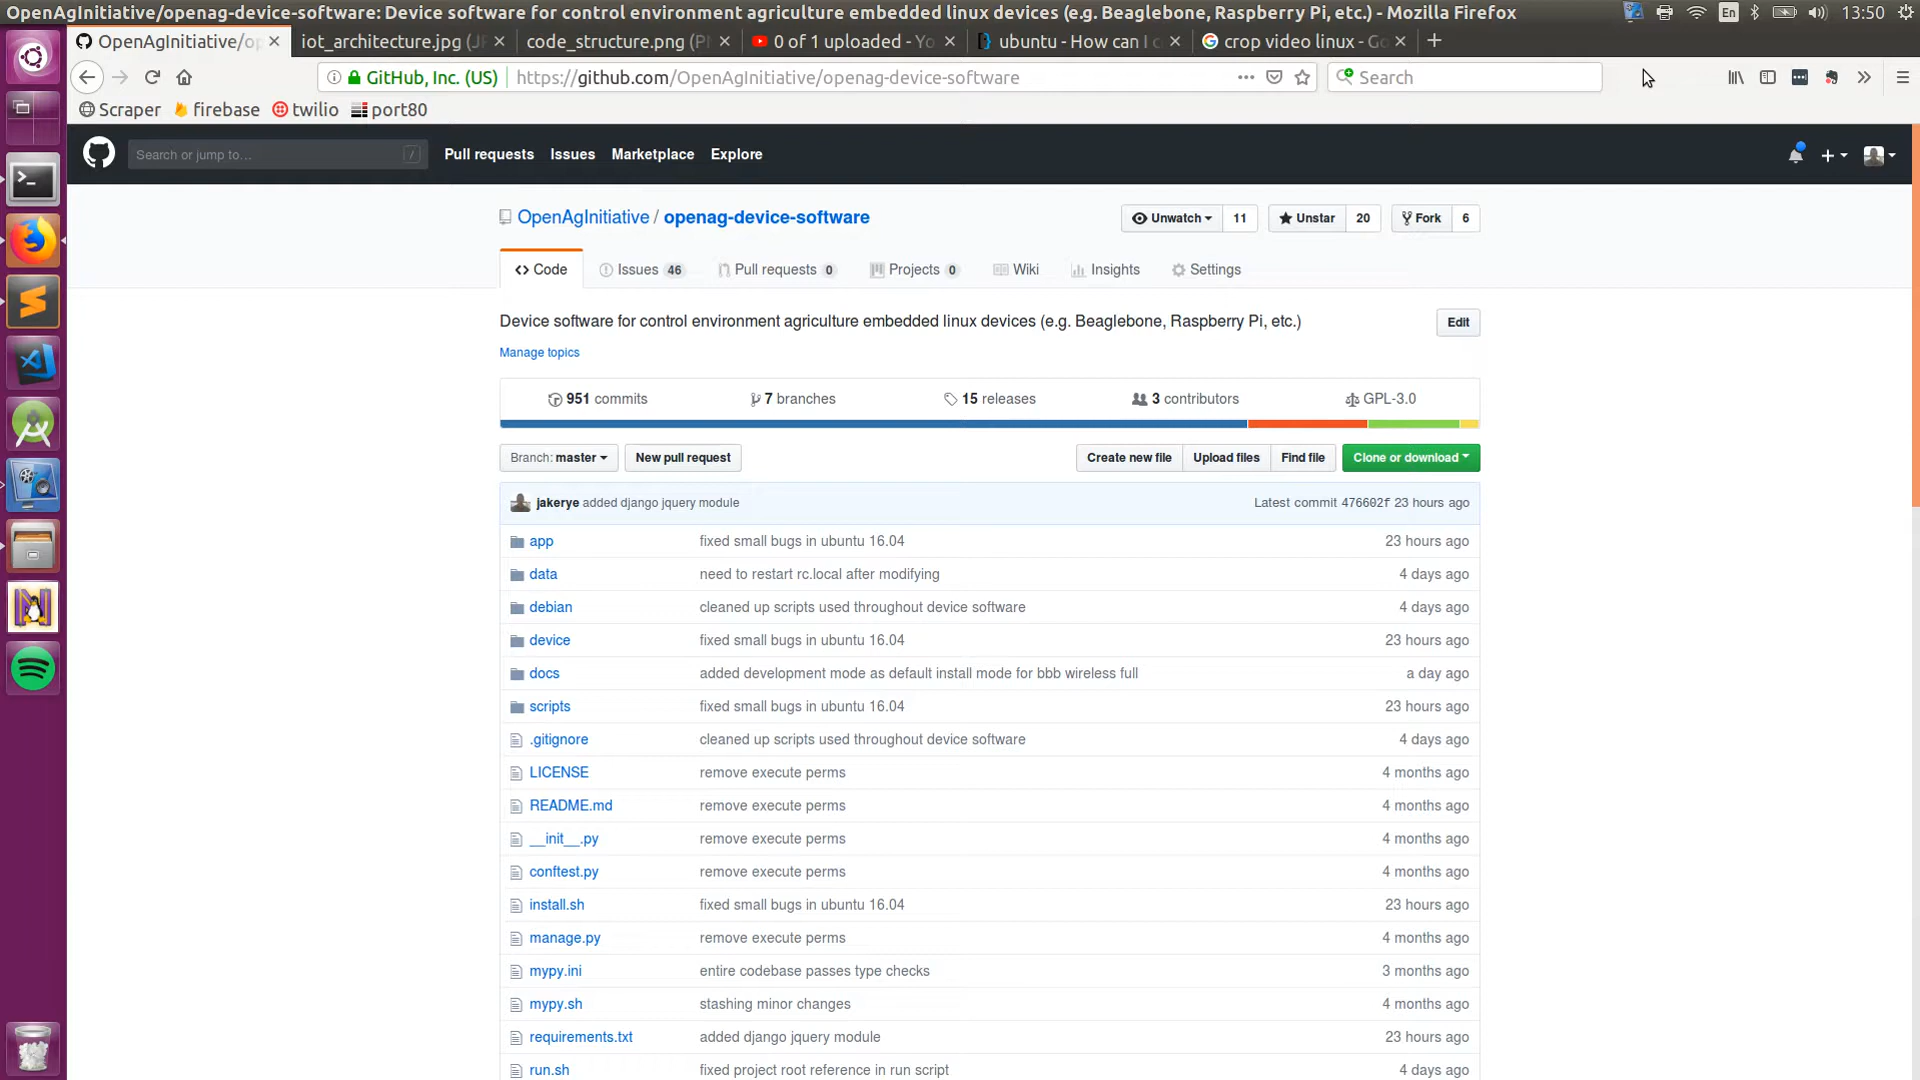 OpenAgInitiative/openag-device-software: Device software for control environment agriculture embedded linux devices (e.g. Beaglebone, Raspberry Pi, etc.) - Mozilla Firefox
En
13:50
OpenAgInitiative/op
iot_architecture.jpg (JP
code_structure.png (P
0 of 1 uploaded - Yo
ubuntu - How can I c
crop video linux - Go
GitHub, Inc. (US)
https://github.com/OpenAgInitiative/openag-device-software
Search
Scraper
firebase
twilio
port80
Search or jump to...
/
Pull requests
Issues
Marketplace
Explore
OpenAgInitiative / openag-device-software
Unwatch
11
Unstar
20
Fork
6
Code
Issues 46
Pull requests 0
Projects 0
Wiki
Insights
Settings
Device software for control environment agriculture embedded linux devices (e.g. Beaglebone, Raspberry Pi, etc.)
Edit
Manage topics
951 commits
7 branches
15 releases
3 contributors
GPL-3.0
Branch: master
New pull request
Create new file
Upload files
Find file
Clone or download
jakerye added django jquery module
Latest commit 476602f 23 hours ago
app fixed small bugs in ubuntu 16.04 23 hours ago
data need to restart rc.local after modifying 4 days ago
debian cleaned up scripts used throughout device software 4 days ago
device fixed small bugs in ubuntu 16.04 23 hours ago
docs added development mode as default install mode for bbb wireless full a day ago
scripts fixed small bugs in ubuntu 16.04 23 hours ago
.gitignore cleaned up scripts used throughout device software 4 days ago
LICENSE remove execute perms 4 months ago
README.md remove execute perms 4 months ago
__init__.py remove execute perms 4 months ago
conftest.py remove execute perms 4 months ago
install.sh fixed small bugs in ubuntu 16.04 23 hours ago
manage.py remove execute perms 4 months ago
mypy.ini entire codebase passes type checks 3 months ago
mypy.sh stashing minor changes 4 months ago
requirements.txt added django jquery module 23 hours ago
run.sh fixed project root reference in run script 4 days ago